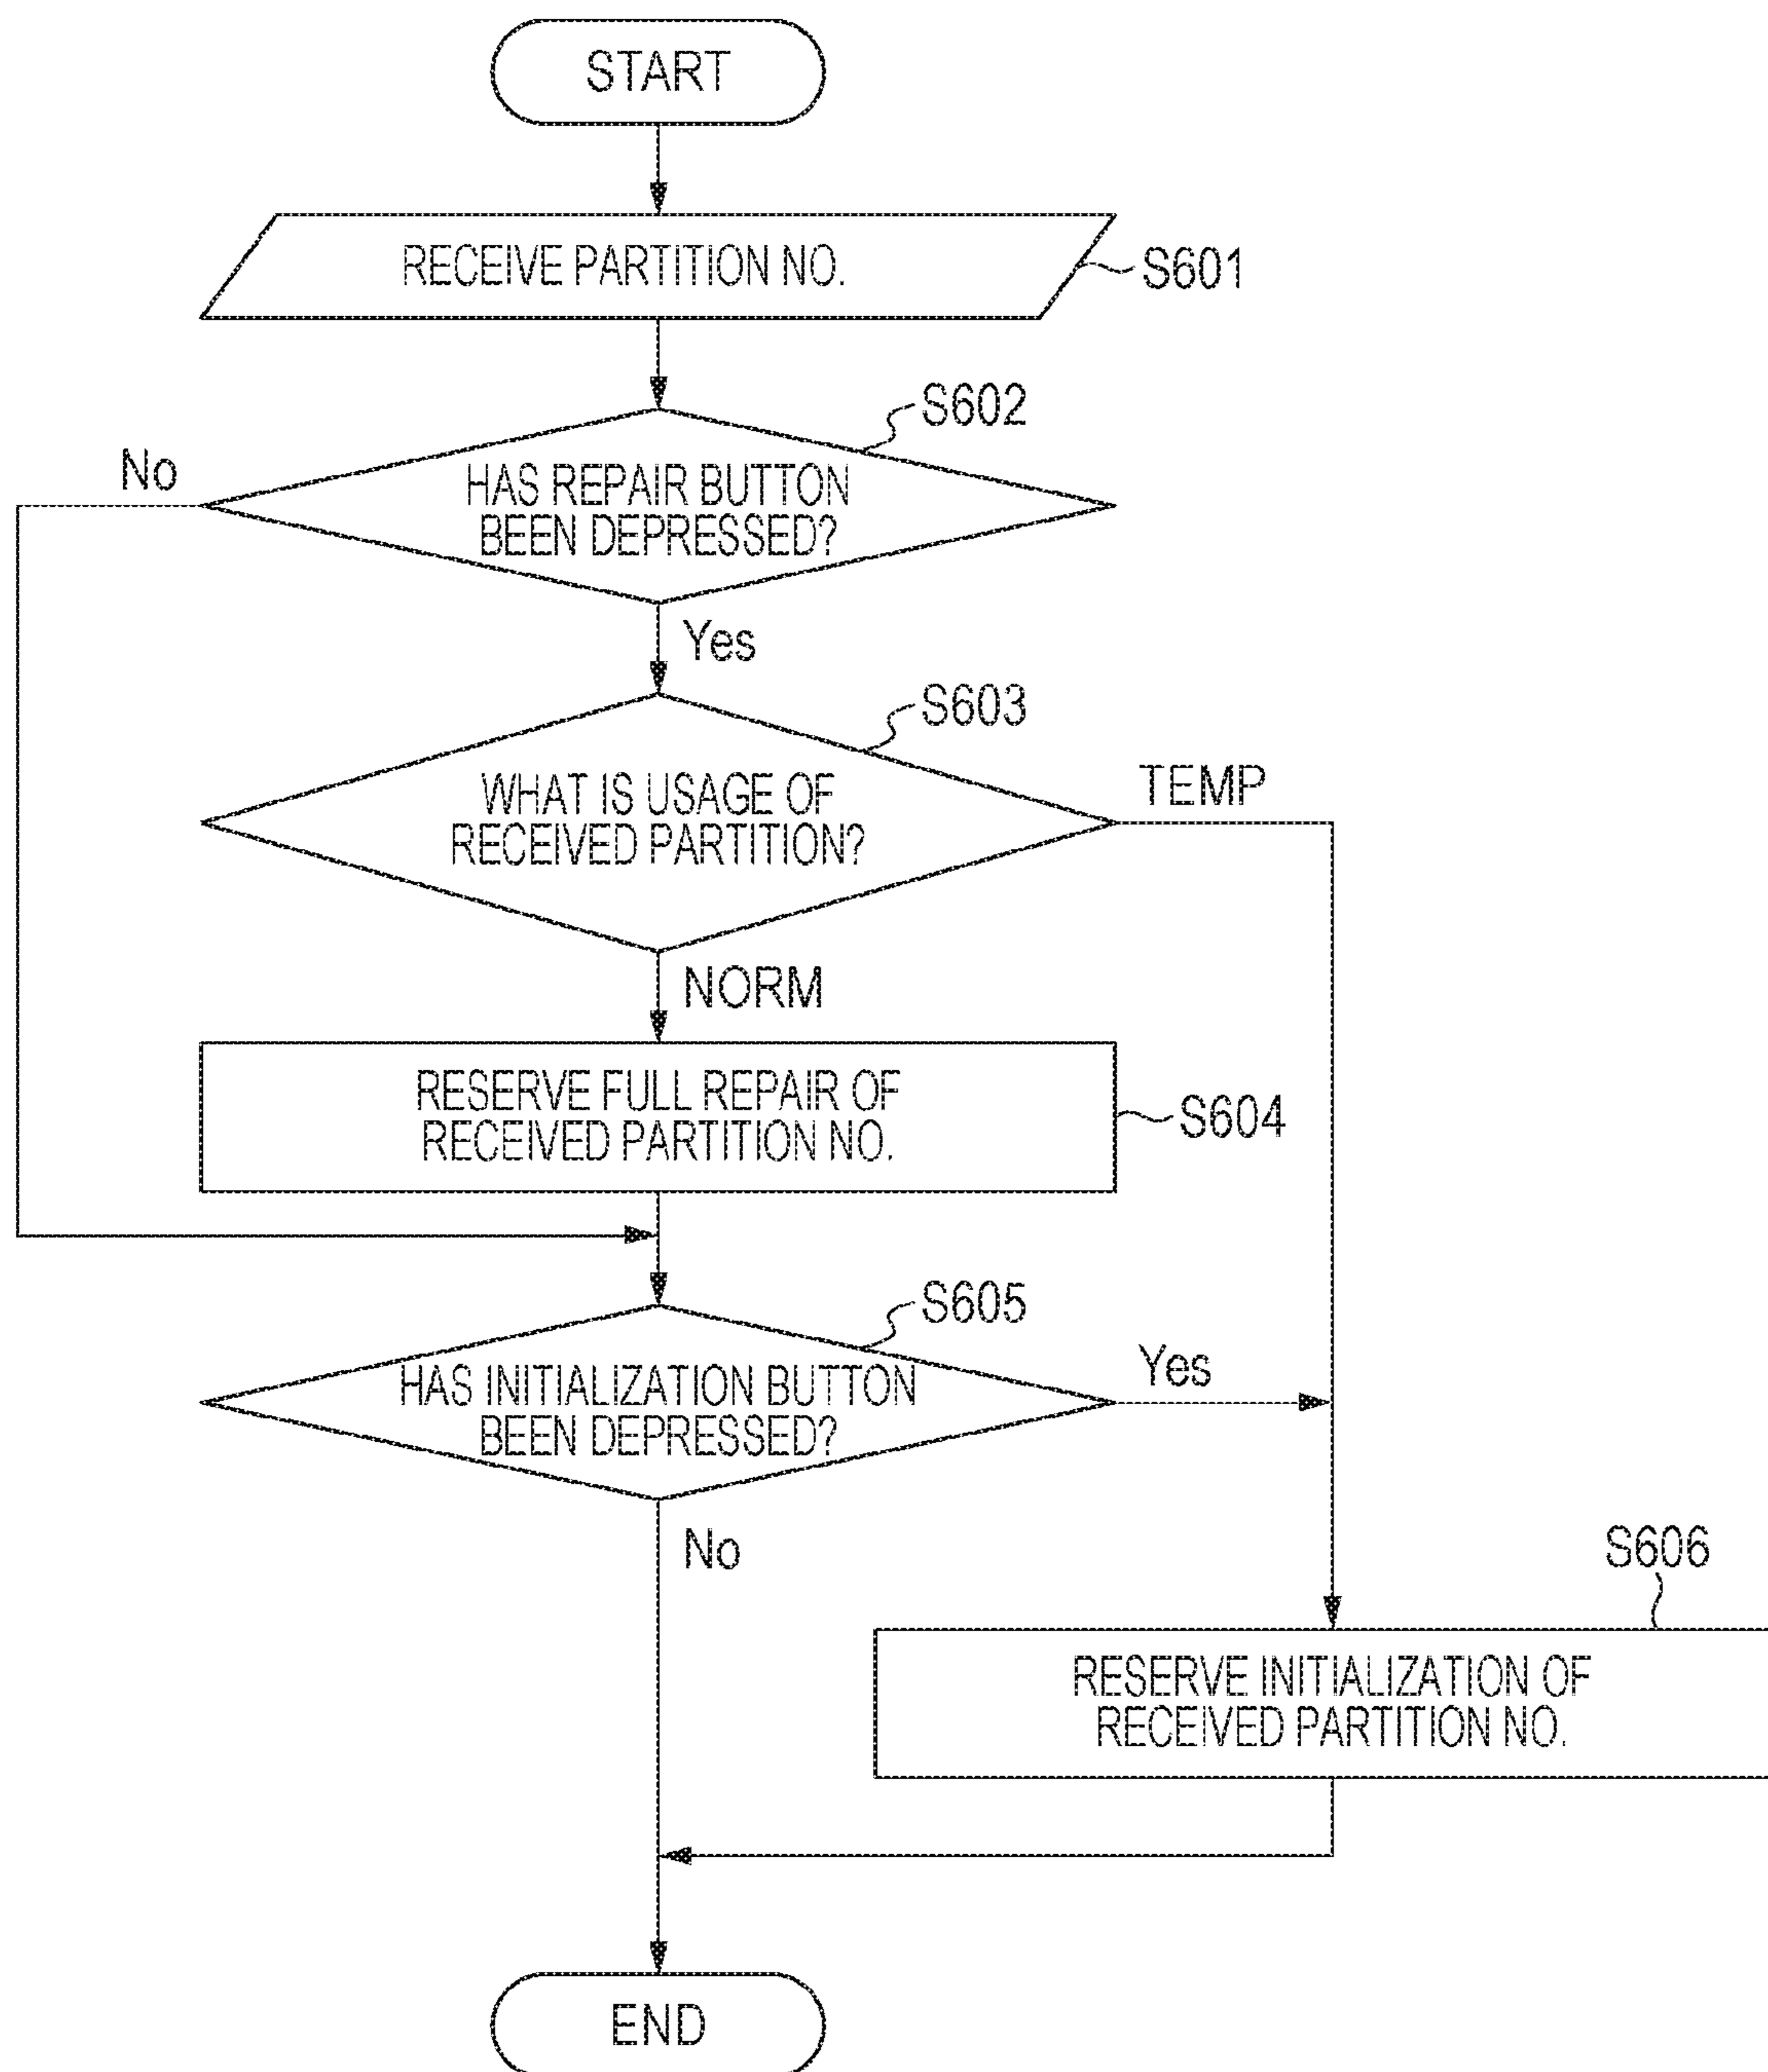 START
RECEIVE PARTITION NO.
S601
S602
No
HAS REPAIR BUTTON
BEEN DEPRESSED?
Yes
S603
WHAT IS USAGE OF
RECEIVED PARTITION?
TEMP
NORM
RESERVE FULL REPAIR OF
RECEIVED PARTITION NO.
S604
S605
HAS INITIALIZATION BUTTON
BEEN DEPRESSED?
Yes
No
S606
RESERVE INITIALIZATION OF
RECEIVED PARTITION NO.
END